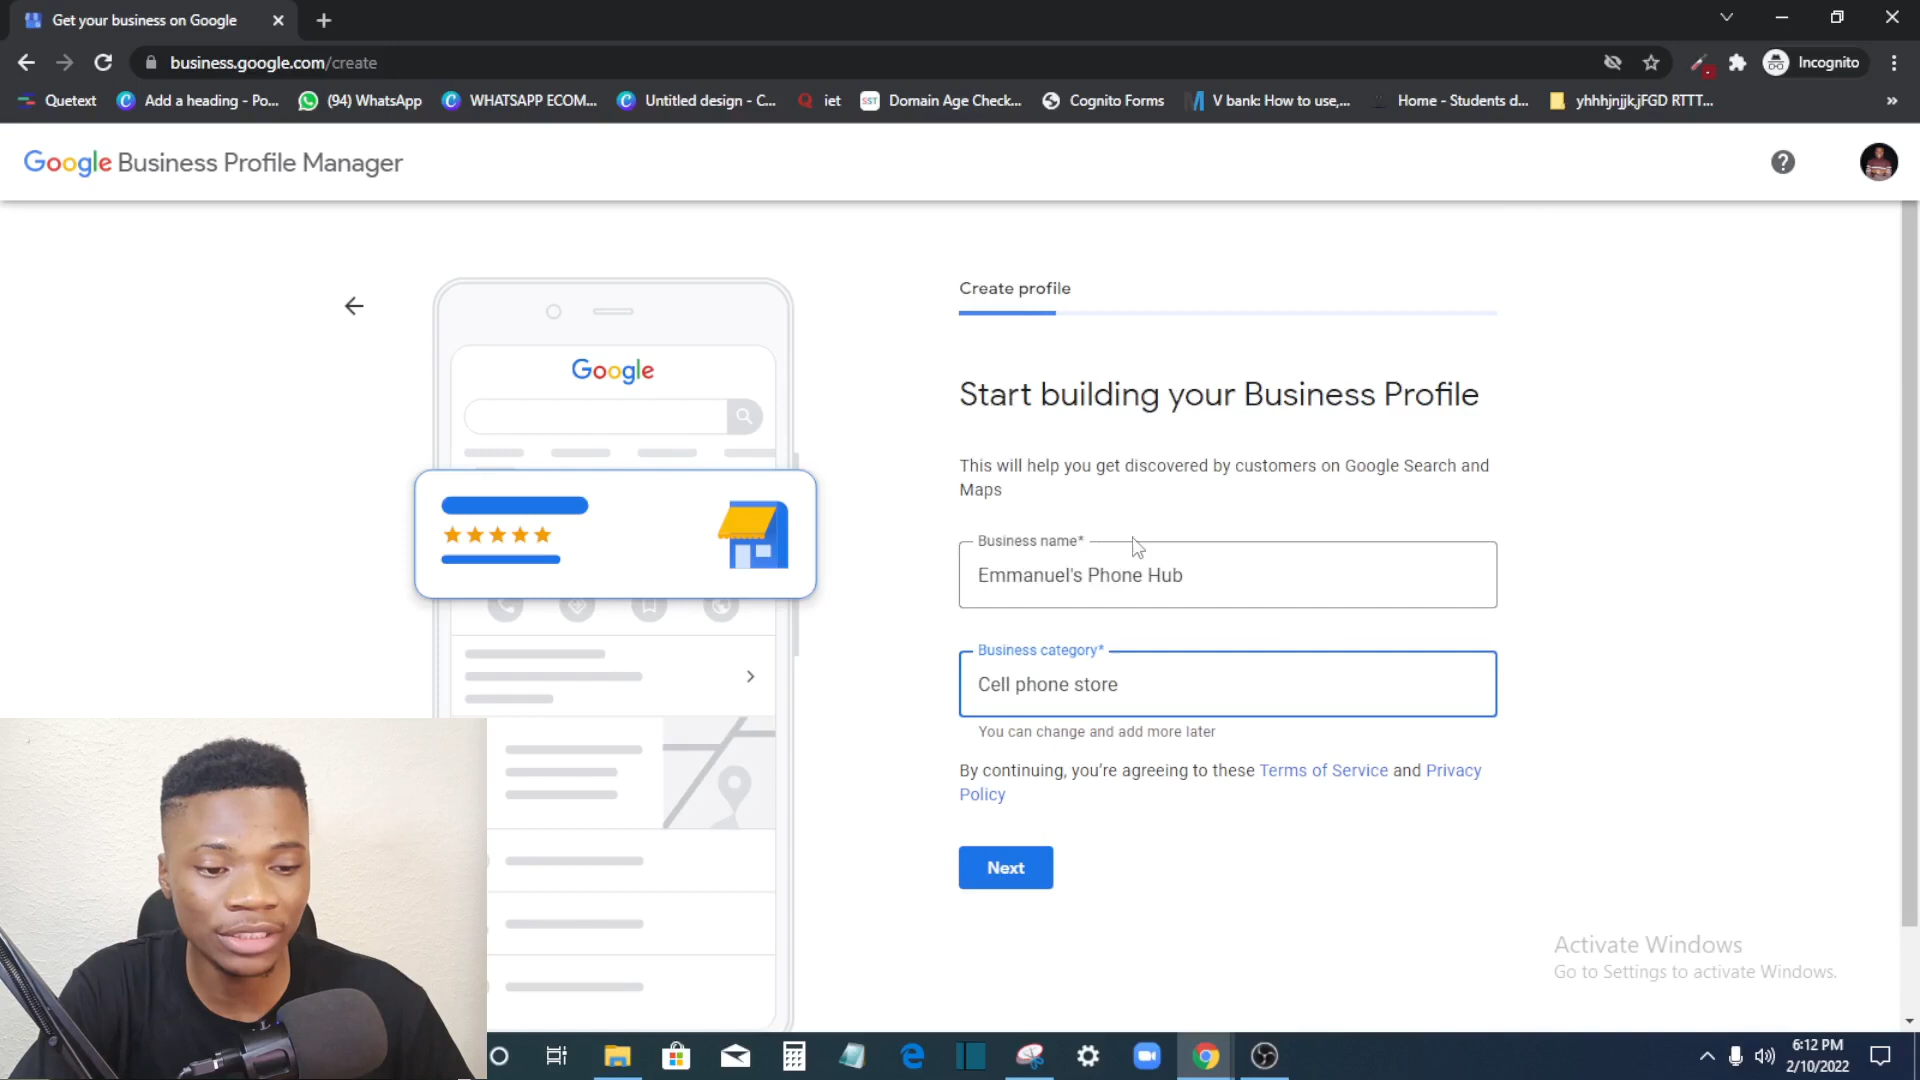 Get your business on Google
business.google.com/create
Incognito
Quetext
Add a heading - Po...
(94) WhatsApp
WHATSAPP ECOM...
Untitled design - C...
iet
SST
Domain Age Check...
Cognito Forms
V bank: How to use,...
Home - Students d...
yhhhjnjjk,jFGD RTTT...
Google Business Profile Manager
Google
Create profile
Start building your Business Profile
This will help you get discovered by customers on Google Search and
Maps
Business name*
Emmanuel's Phone Hub
Business category*
Cell phone store
You can change and add more later
By continuing, you're agreeing to these Terms of Service and Privacy
Policy
Next
Activate Windows
Go to Settings to activate Windows.
6:12 PM
2/10/2022